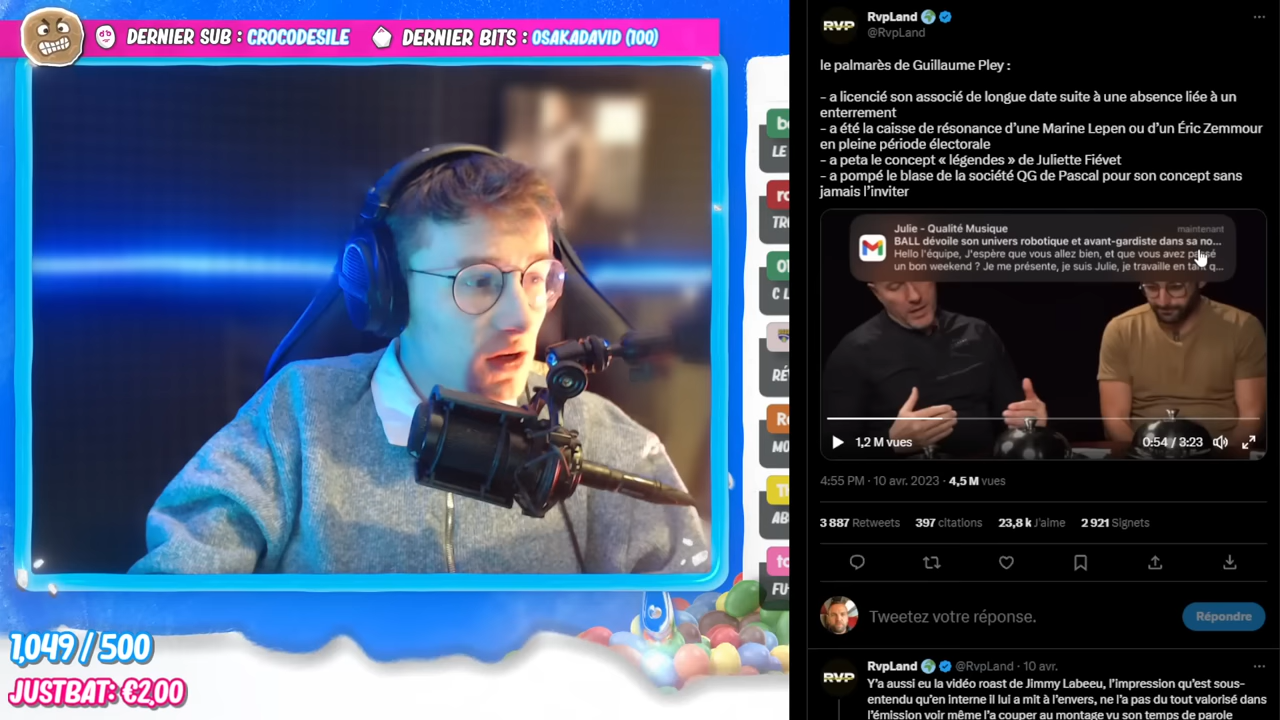 DERNIER SUB : CROCODESILE
DERNIER BITS : OSAKADAVID (100)
LE
C L
MO
AB
FU
1,049 / 500
JUSTBAT: €2,00
RVP
RvpLand
@RvpLand
le palmarès de Guillaume Pley :
- a licencié son associé de longue date suite à une absence liée à un
enterrement
- a été la caisse de résonance d'une Marine Lepen ou d'un Éric Zemmour
en pleine période électorale
- a peta le concept « légendes » de Juliette Fiévet
- a pompé le blase de la société QG de Pascal pour son concept sans
jamais l'inviter
Julie - Qualité Musique
maintenant
BALL dévoile son univers robotique et avant-gardiste dans sa no...
Hello l'équipe, J'espère que vous allez bien, et que vous avez passé
un bon weekend ? Je me présente, je suis Julie, je travaille en tant q...
1,2 M vues
0:54 / 3:23
4:55 PM · 10 avr. 2023 · 4,5 M vues
3 887 Retweets 397 citations 23,8 k J'aime 2 921 Signets
Tweetez votre réponse.
Répondre
RVP
RvpLand @RvpLand · 10 avr.
Y'a aussi eu la vidéo roast de Jimmy Labeeu, l'impression qu'est sous-
entendu qu'en interne il lui a mit à l'envers, ne l'a pas du tout valorisé dans
l'émission voir même l'a couper au montage vu son temps de parole